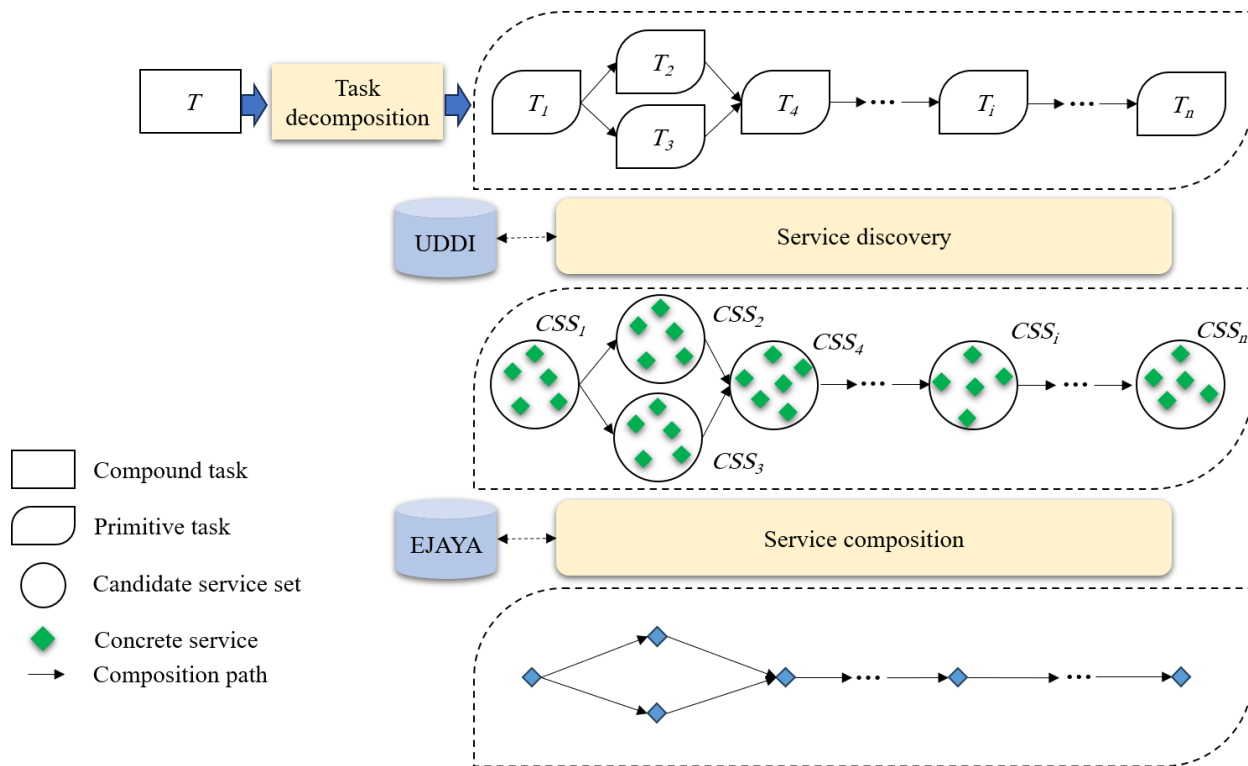 T
Task
decomposition
T1
T2
T3
T4
...
Ti
...
Tn
UDDI
Service discovery
CSS1
CSS2
CSS3
CSS4
...
CSSi
...
CSSn
EJAYA
Service composition
Compound task
Primitive task
Candidate service set
Concrete service
Composition path
...
...